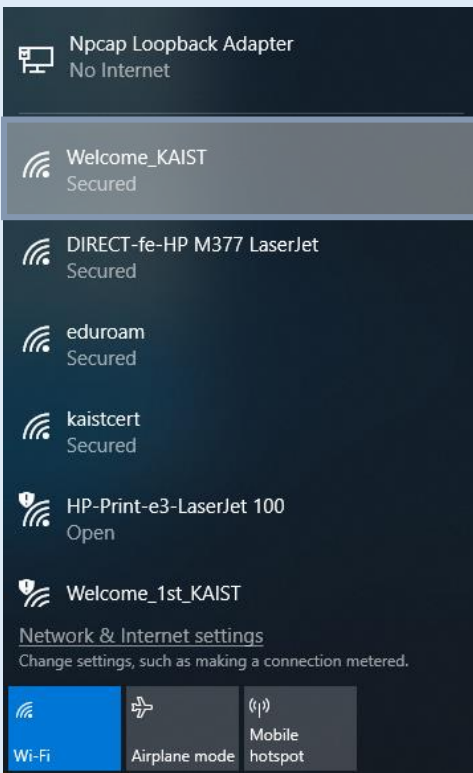 Npcap Loopback Adapter
No Internet
Welcome_KAIST
Secured
DIRECT-fe-HP M377 LaserJet
Secured
eduroam
Secured
kaistcert
Secured
HP-Print-e3-LaserJet 100
Open
Welcome_1st_KAIST
Network & Internet settings
Change settings, such as making a connection metered.
Wi-Fi
Airplane mode
Mobile
hotspot